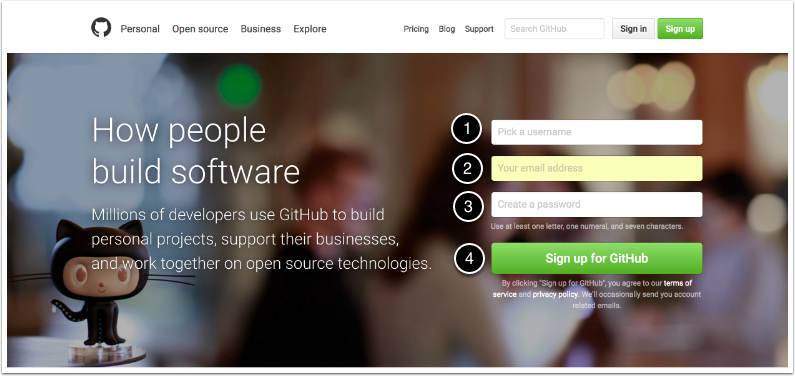 Personal Open source Business Explore Pricing Blog Support Search GitHub Sign in Sign up
How people
build software
Millions of developers use GitHub to build
personal projects, support their businesses,
and work together on open source technologies.
1 Pick a username
2 Your email address
3 Create a password
Use at least one letter, one numeral, and seven characters.
4 Sign up for GitHub
By clicking "Sign up for GitHub", you agree to our terms of
service and privacy policy. We'll occasionally send you account
related emails.